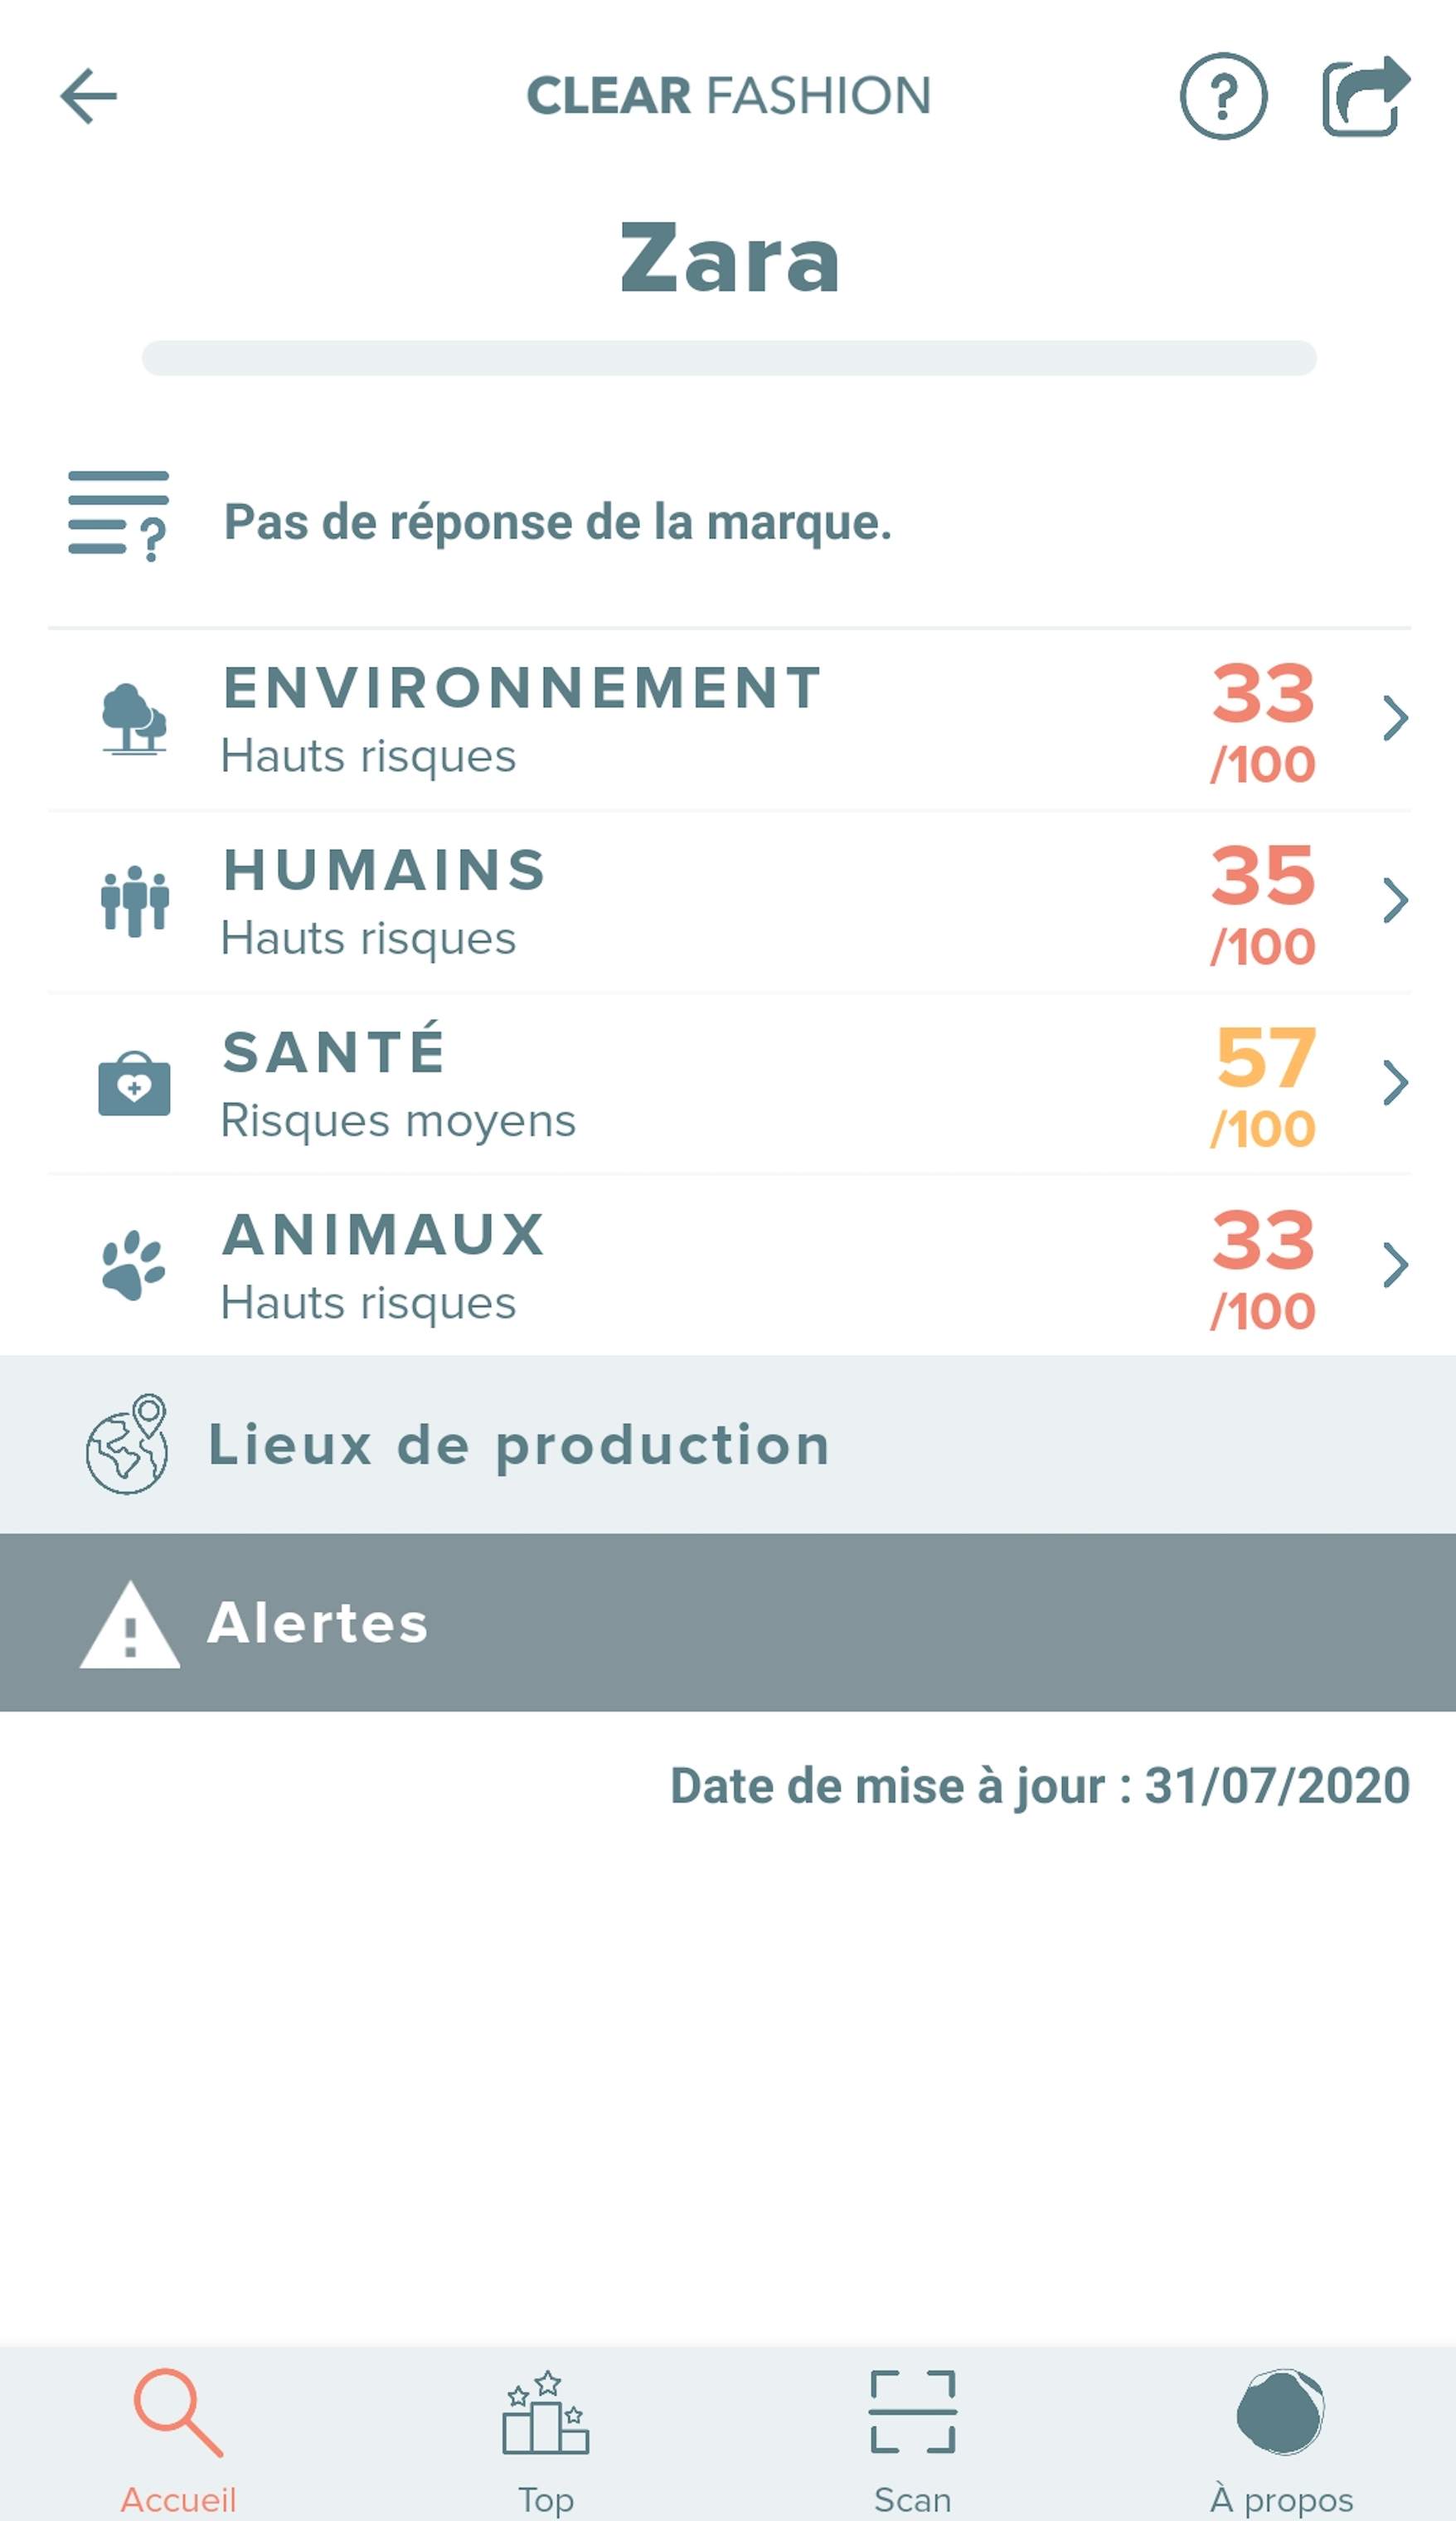 CLEAR FASHION
Zara
Pas de réponse de la marque.
ENVIRONNEMENT
Hauts risques
33
/100
HUMAINS
Hauts risques
35
/100
SANTÉ
Risques moyens
57
/100
ANIMAUX
Hauts risques
33
/100
Lieux de production
Alertes
Date de mise à jour : 31/07/2020
Accueil
Top
Scan
À propos